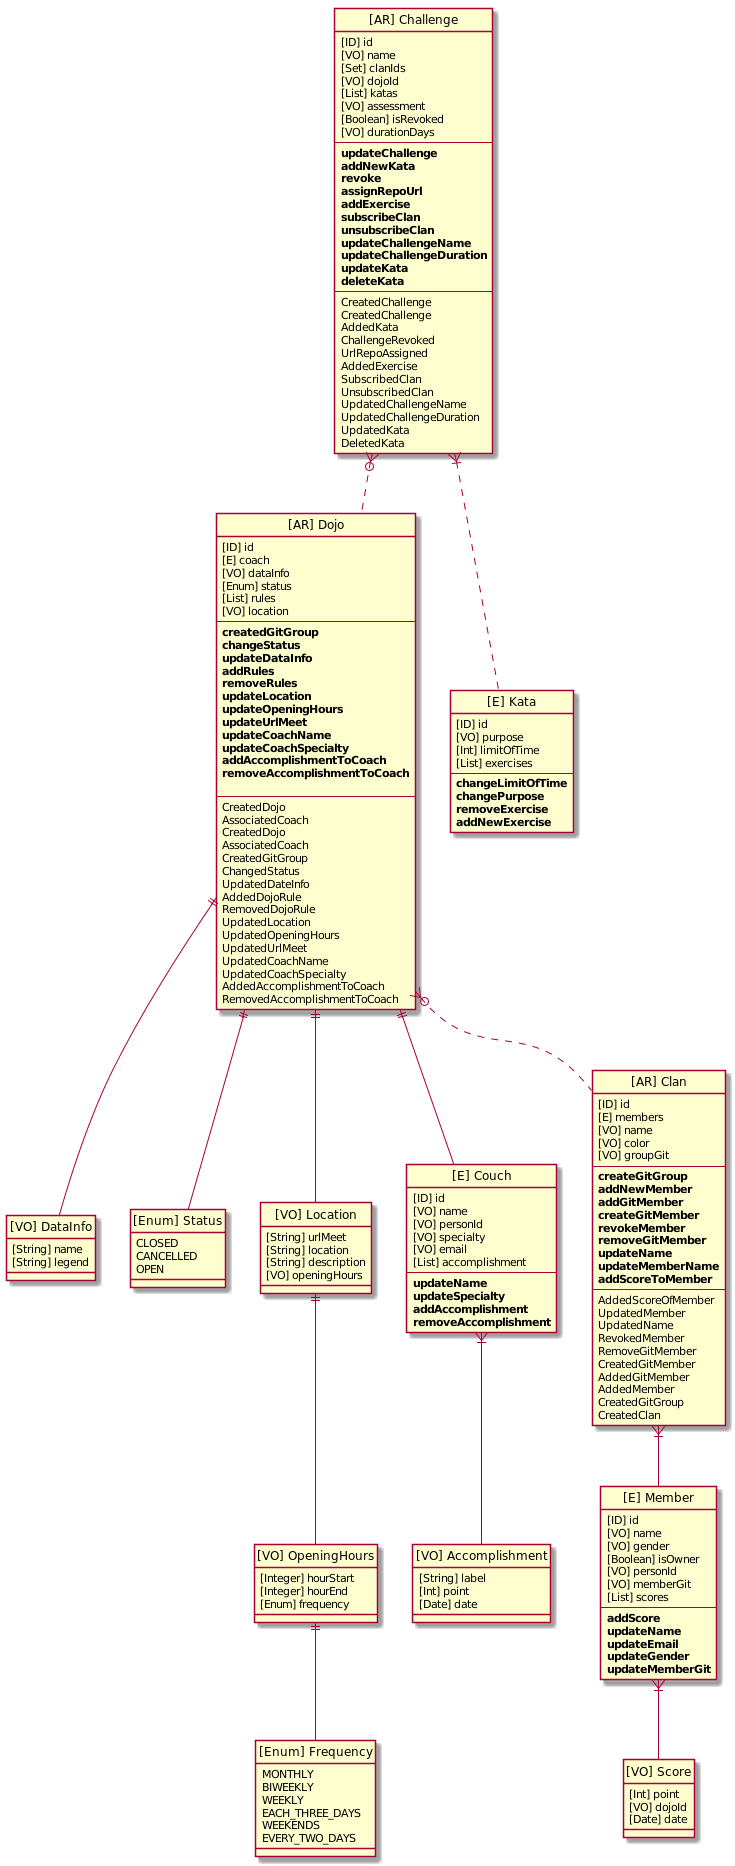 [AR] Challenge
[ID] id
[VO] name
[Set] clanIds
[VO] dojoId
[List] katas
[VO] assessment
[Boolean] isRevoked
[VO] durationDays
updateChallenge
addNewKata
revoke
assignRepoUrl
addExercise
subscribeClan
unsubscribeClan
updateChallengeName
updateChallengeDuration
updateKata
deleteKata
CreatedChallenge
CreatedChallenge
AddedKata
ChallengeRevoked
UrlRepoAssigned
AddedExercise
SubscribedClan
UnsubscribedClan
UpdatedChallengeName
UpdatedChallengeDuration
UpdatedKata
DeletedKata
[AR] Dojo
[ID] id
[E] coach
[VO] dataInfo
[Enum] status
[List] rules
[VO] location
createdGitGroup
changeStatus
updateDataInfo
addRules
removeRules
updateLocation
updateOpeningHours
updateUrlMeet
updateCoachName
updateCoachSpecialty
addAccomplishmentToCoach
removeAccomplishmentToCoach
CreatedDojo
AssociatedCoach
CreatedDojo
AssociatedCoach
CreatedGitGroup
ChangedStatus
UpdatedDateInfo
AddedDojoRule
RemovedDojoRule
UpdatedLocation
UpdatedOpeningHours
UpdatedUrlMeet
UpdatedCoachName
UpdatedCoachSpecialty
AddedAccomplishmentToCoach
RemovedAccomplishmentToCoach
[E] Kata
[ID] id
[VO] purpose
[Int] limitOfTime
[List] exercises
changeLimitOfTime
changePurpose
removeExercise
addNewExercise
[AR] Clan
[ID] id
[E] members
[VO] name
[VO] color
[VO] groupGit
createGitGroup
addNewMember
addGitMember
createGitMember
revokeMember
removeGitMember
updateName
updateMemberName
addScoreToMember
AddedScoreOfMember
UpdatedMember
UpdatedName
RevokedMember
RemoveGitMember
CreatedGitMember
AddedGitMember
AddedMember
CreatedGitGroup
CreatedClan
[VO] DataInfo
[String] name
[String] legend
[Enum] Status
CLOSED
CANCELLED
OPEN
[VO] Location
[String] urlMeet
[String] location
[String] description
[VO] openingHours
[E] Couch
[ID] id
[VO] name
[VO] personId
[VO] specialty
[VO] email
[List] accomplishment
updateName
updateSpecialty
addAccomplishment
removeAccomplishment
[E] Member
[ID] id
[VO] name
[VO] gender
[Boolean] isOwner
[VO] personId
[VO] memberGit
[List] scores
addScore
updateName
updateEmail
updateGender
updateMemberGit
[VO] OpeningHours
[Integer] hourStart
[Integer] hourEnd
[Enum] frequency
[VO] Accomplishment
[String] label
[Int] point
[Date] date
[Enum] Frequency
MONTHLY
BIWEEKLY
WEEKLY
EACH_THREE_DAYS
WEEKENDS
EVERY_TWO_DAYS
[VO] Score
[Int] point
[VO] dojoId
[Date] date